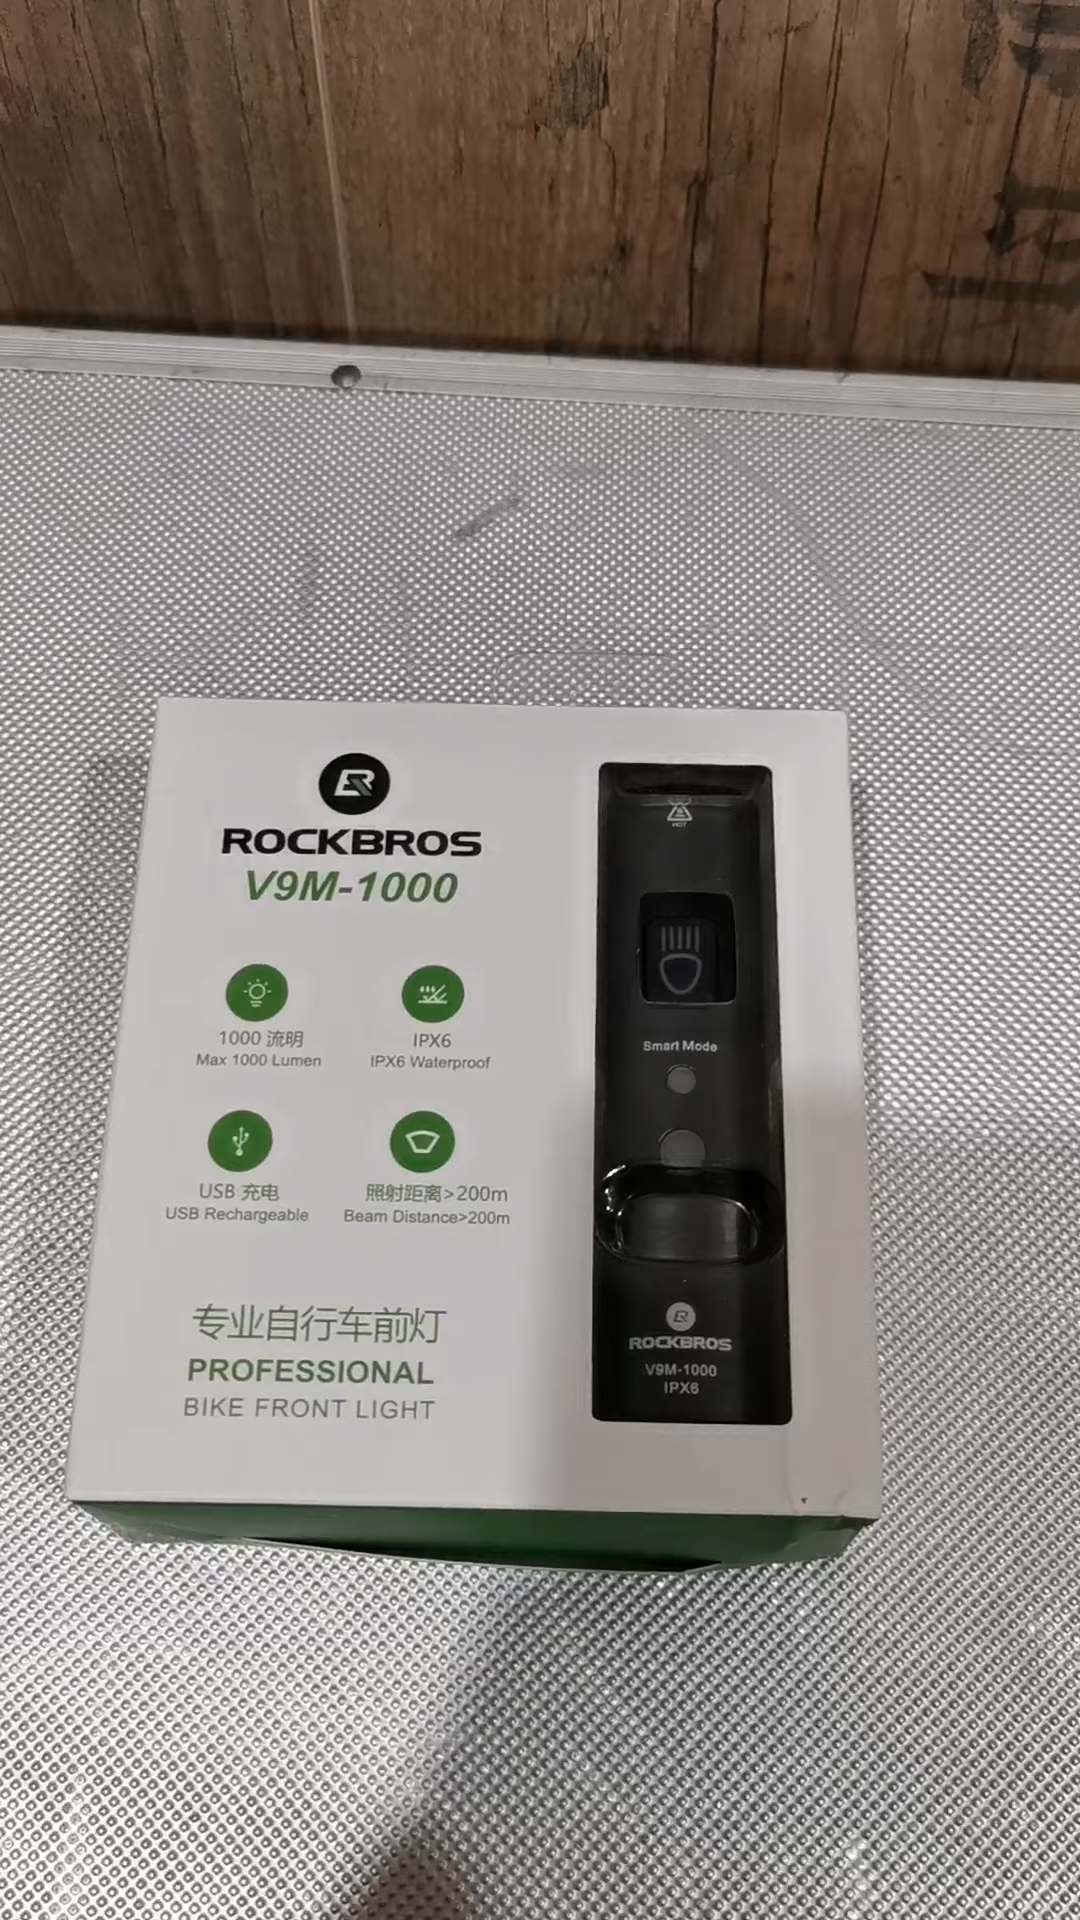 ROCKBROS
V9M-1000
1000 流明
Max 1000 Lumen
IPX6
IPX6 Waterproof
USB 充电
USB Rechargeable
照射距离>200m
Beam Distance>200m
专业自行车前灯
PROFESSIONAL
BIKE FRONT LIGHT
HOT
Smart Mode
ROCKBROS
V9M-1000
IPX6